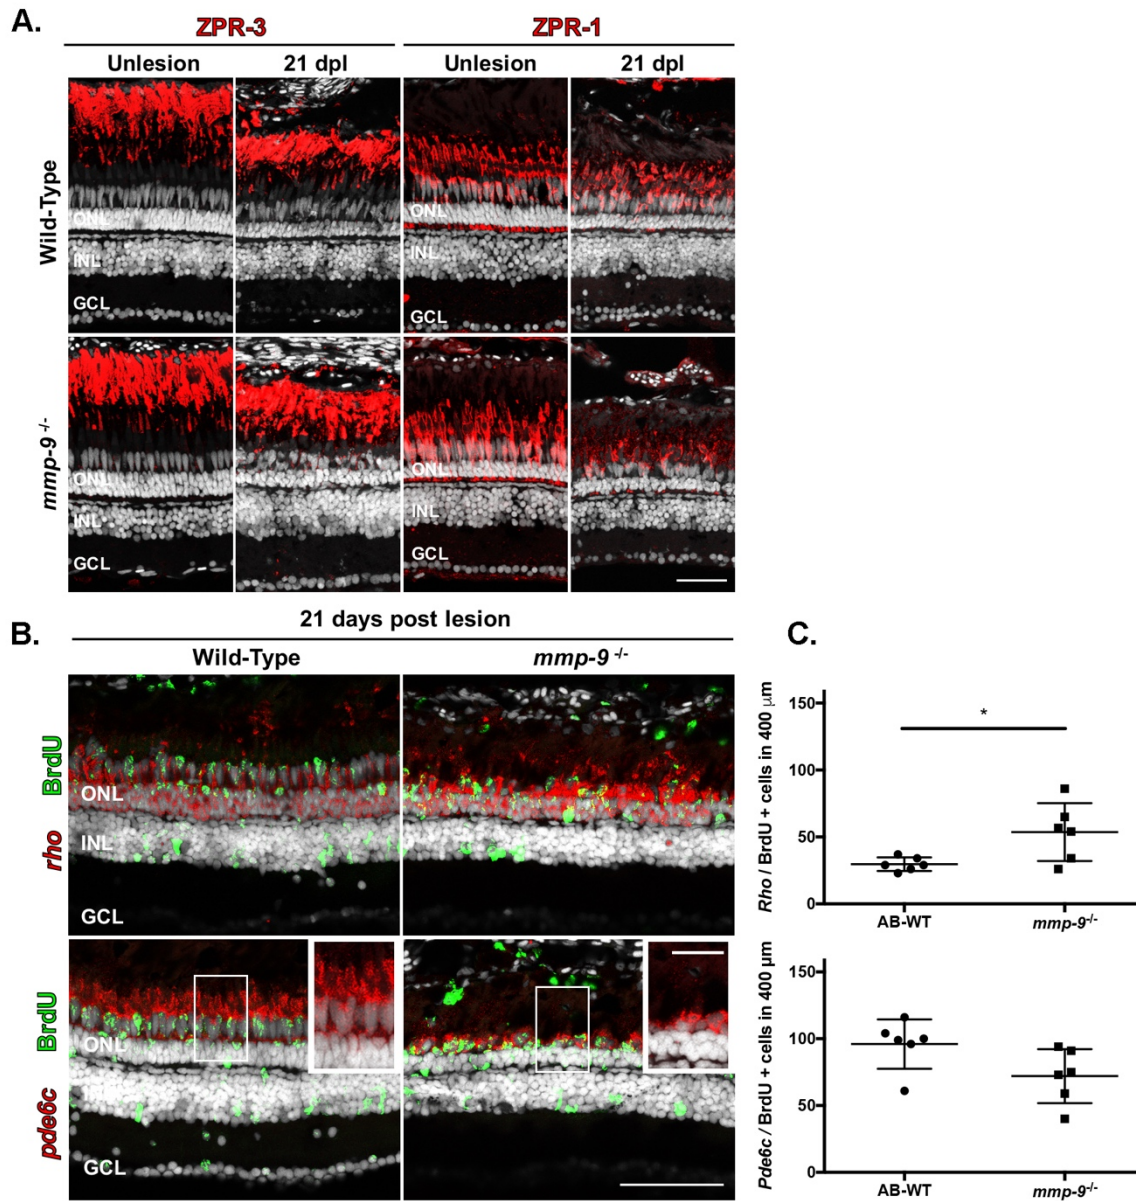 A.
ZPR-3 ZPR-1
Unlesion 21 dpl Unlesion 21 dpl
Wild-Type
ONL ONL
INL INL
GCL GCL
mmp-9 -/-
ONL ONL
INL INL
GCL GCL
B.
21 days post lesion
Wild-Type mmp-9 -/-
rho BrdU
ONL
INL
GCL
pde6c BrdU
ONL
GCL
C.
Rho / BrdU + cells in 400 µm
150
100
50
0
*
AB-WT mmp-9-/-
Pde6c / BrdU + cells in 400 µm
150
100
50
0
AB-WT mmp-9-/-